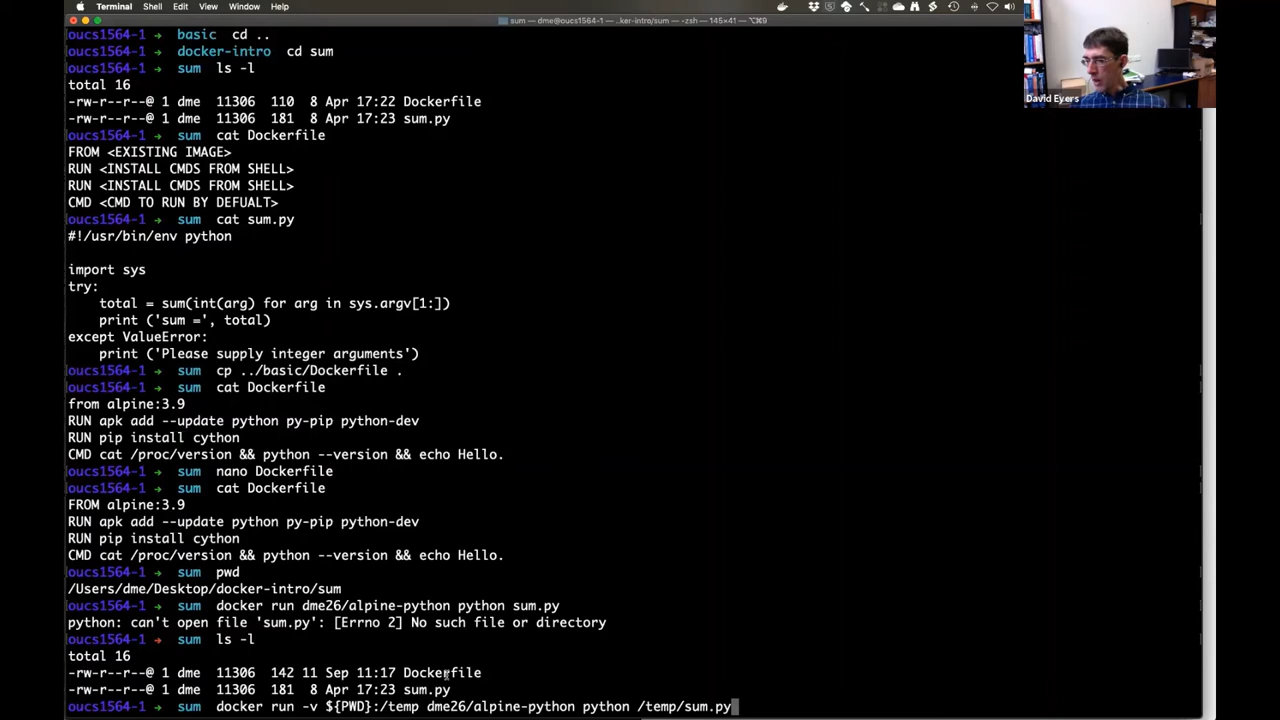 Terminal Shell Edit View Window Help
sum — dme@oucs1564-1 — ..ker-intro/sum — -zsh — 145×41 ⌥⌘9
oucs1564-1 → basic cd ..
oucs1564-1 → docker-intro cd sum
oucs1564-1 → sum ls -l
total 16
-rw-r--r--@ 1 dme 11306 110 8 Apr 17:22 Dockerfile
-rw-r--r--@ 1 dme 11306 181 8 Apr 17:23 sum.py
oucs1564-1 → sum cat Dockerfile
FROM <EXISTING IMAGE>
RUN <INSTALL CMDS FROM SHELL>
RUN <INSTALL CMDS FROM SHELL>
CMD <CMD TO RUN BY DEFUALT>
oucs1564-1 → sum cat sum.py
#!/usr/bin/env python
import sys
try:
total = sum(int(arg) for arg in sys.argv[1:])
print ('sum =', total)
except ValueError:
print ('Please supply integer arguments')
oucs1564-1 → sum cp ../basic/Dockerfile .
oucs1564-1 → sum cat Dockerfile
from alpine:3.9
RUN apk add --update python py-pip python-dev
RUN pip install cython
CMD cat /proc/version && python --version && echo Hello.
oucs1564-1 → sum nano Dockerfile
oucs1564-1 → sum cat Dockerfile
FROM alpine:3.9
RUN apk add --update python py-pip python-dev
RUN pip install cython
CMD cat /proc/version && python --version && echo Hello.
oucs1564-1 → sum pwd
/Users/dme/Desktop/docker-intro/sum
oucs1564-1 → sum docker run dme26/alpine-python python sum.py
python: can't open file 'sum.py': [Errno 2] No such file or directory
oucs1564-1 → sum ls -l
total 16
-rw-r--r--@ 1 dme 11306 142 11 Sep 11:17 Dockerfile
-rw-r--r--@ 1 dme 11306 181 8 Apr 17:23 sum.py
oucs1564-1 → sum docker run -v ${PWD}:/temp dme26/alpine-python python /temp/sum.py
David Eyers